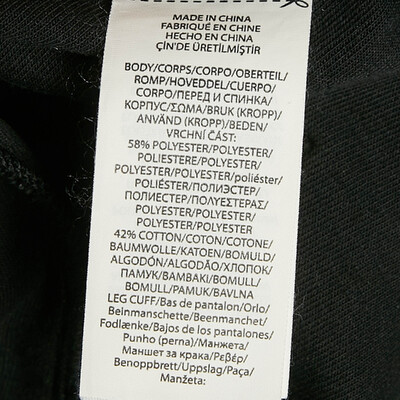 MADE IN CHINA
FABRIQUÉ EN CHINE
HECHO EN CHINA
ÇİN'DE ÜRETİLMİŞTİR
BODY/CORPS/CORPO/OBERTEIL/
ROMP/HOVEDDEL/CUERPO/
CORPO/ПЕРЕД И СПИНКА/
КОРПУС/ΣΩΜΑ/BRUK (KROPP)/
ANVÄND (KROPP)/BEDEN/
VRCHNÍ ČÁST:
58% POLYESTER/POLYESTER/
POLIESTERE/POLYESTER/
POLYESTER/POLYESTER/poliéster/
POLIÉSTER/ПОЛИЭСТЕР/
ПОЛИЕСТЕР/ΠΟΛΥΕΣΤΕΡΑΣ/
POLYESTER/POLYESTER/
POLYESTER/POLYESTER
42% COTTON/COTON/COTONE/
BAUMWOLLE/KATOEN/BOMULD/
ALGODÓN/ALGODÃO/ХЛОПОК/
ПАМУК/ΒΑΜΒΑΚΙ/BOMULL/
BOMULL/PAMUK/BAVLNA
LEG CUFF/Bas de pantalon/Orlo/
Beinmanschette/Beenmanchet/
Fodlænke/Bajos de los pantalones/
Punho (perna)/Манжета/
Маншет за крака/Ρεβέρ/
Benoppbrett/Uppslag/Paça/
Manžeta: